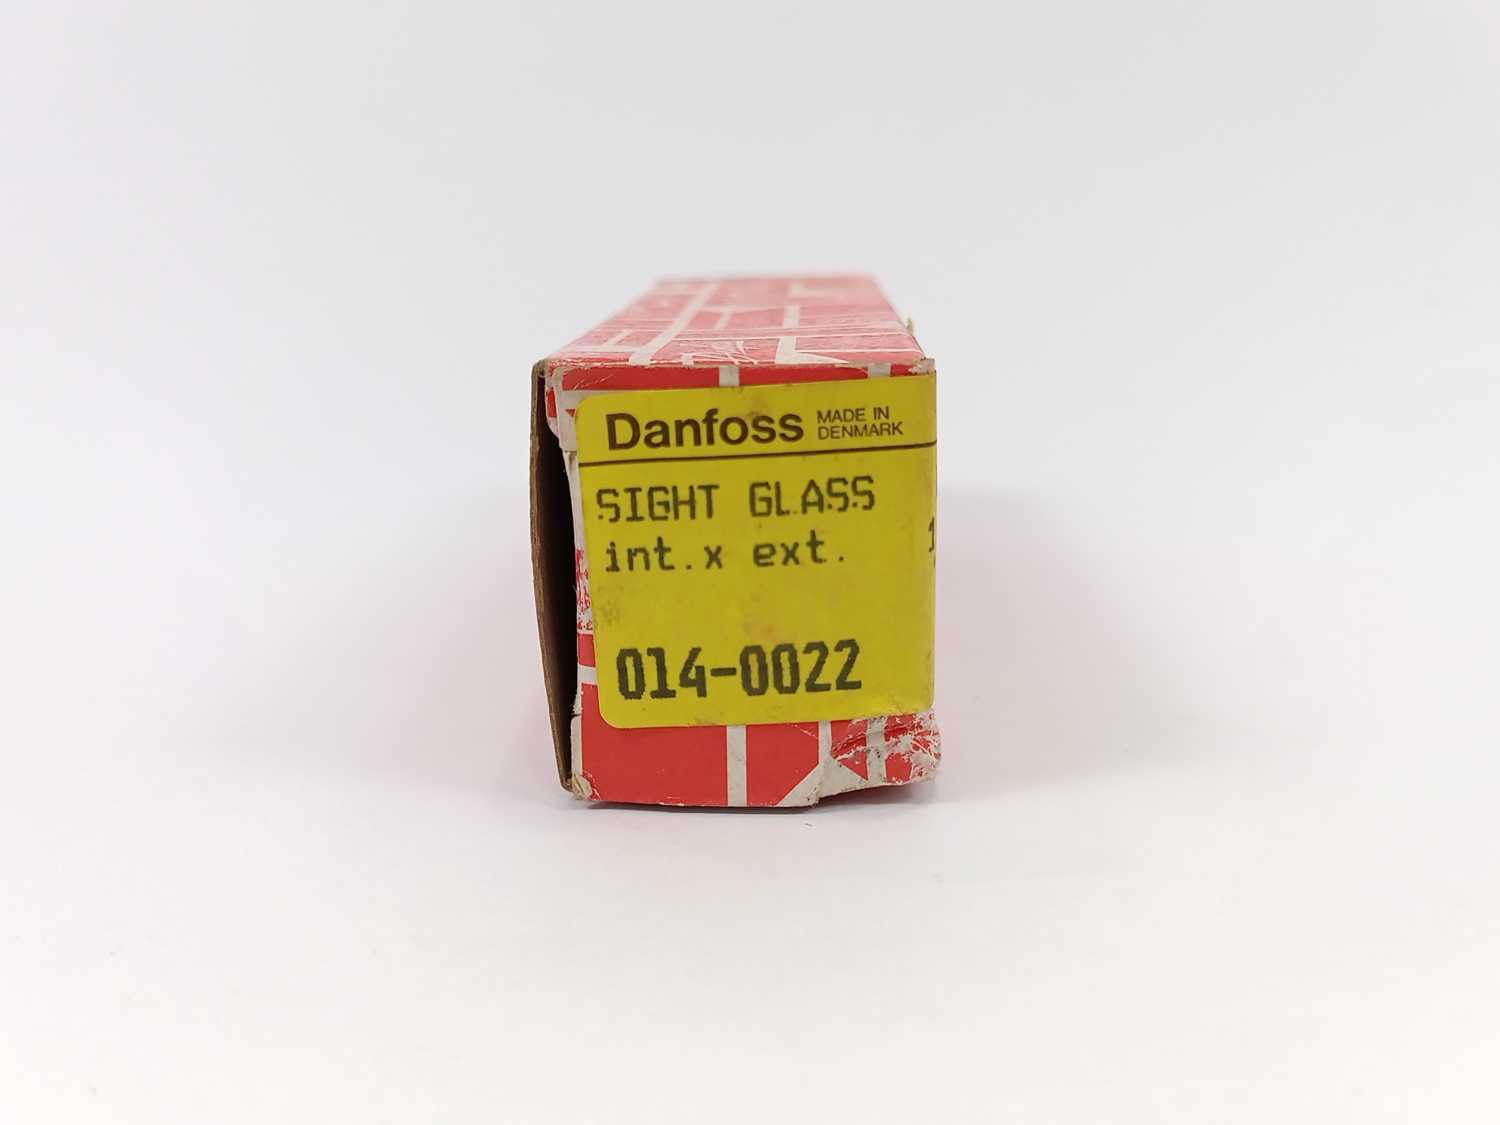 Danfoss MADE IN
DENMARK
SIGHT GLASS
int.x ext.
014-0022